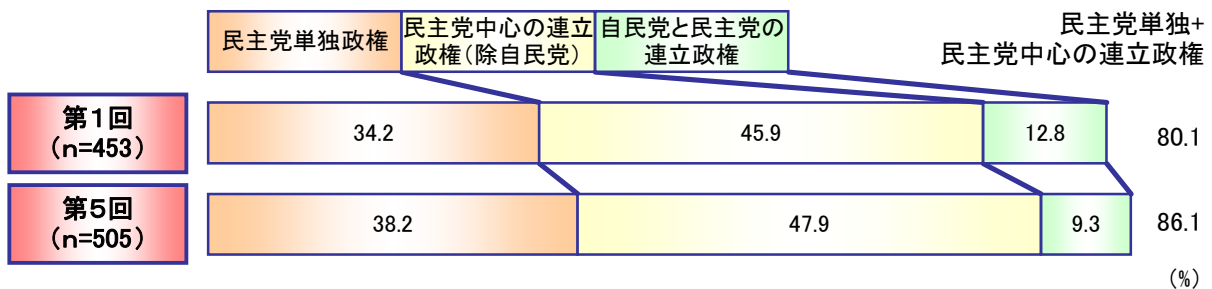 民主党単独政権
民主党中心の連立
政権(除自民党)
自民党と民主党の
連立政権
民主党単独+
民主党中心の連立政権
第1回
(n=453)
34.2
45.9
12.8
80.1
第5回
(n=505)
38.2
47.9
9.3
86.1
(%)